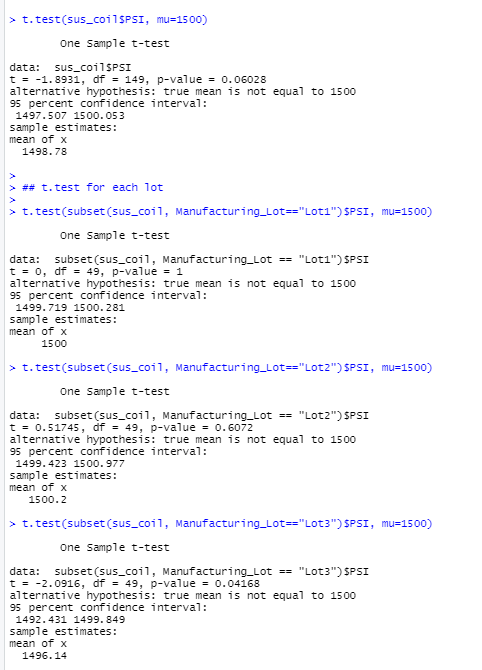 > t.test(sus_coil$PSI, mu=1500)
One Sample t-test
data:  sus_coil$PSI
t = -1.8931, df = 149, p-value = 0.06028
alternative hypothesis: true mean is not equal to 1500
95 percent confidence interval:
1497.507 1500.053
sample estimates:
mean of x
1498.78
>
> ## t.test for each lot
>
> t.test(subset(sus_coil, Manufacturing_Lot=="Lot1")$PSI, mu=1500)
One Sample t-test
data:  subset(sus_coil, Manufacturing_Lot == "Lot1")$PSI
t = 0, df = 49, p-value = 1
alternative hypothesis: true mean is not equal to 1500
95 percent confidence interval:
1499.719 1500.281
sample estimates:
mean of x
1500
> t.test(subset(sus_coil, Manufacturing_Lot=="Lot2")$PSI, mu=1500)
One Sample t-test
data:  subset(sus_coil, Manufacturing_Lot == "Lot2")$PSI
t = 0.51745, df = 49, p-value = 0.6072
alternative hypothesis: true mean is not equal to 1500
95 percent confidence interval:
1499.423 1500.977
sample estimates:
mean of x
1500.2
> t.test(subset(sus_coil, Manufacturing_Lot=="Lot3")$PSI, mu=1500)
One Sample t-test
data:  subset(sus_coil, Manufacturing_Lot == "Lot3")$PSI
t = -2.0916, df = 49, p-value = 0.04168
alternative hypothesis: true mean is not equal to 1500
95 percent confidence interval:
1492.431 1499.849
sample estimates:
mean of x
1496.14